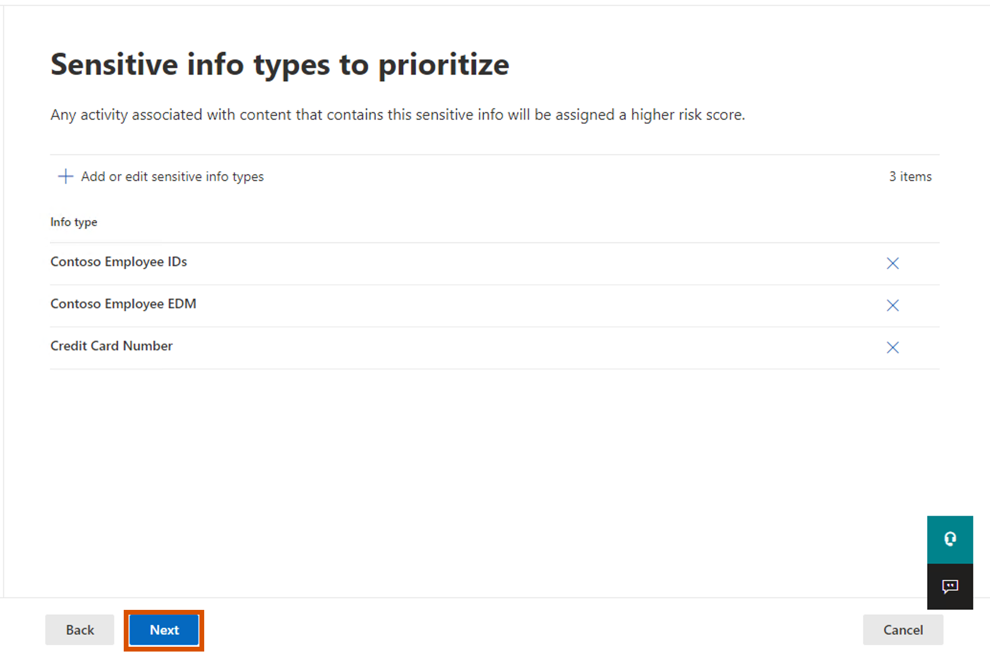 Sensitive info types to prioritize
Any activity associated with content that contains this sensitive info will be assigned a higher risk score.
Add or edit sensitive info types
3 items
Info type
Contoso Employee IDs
Contoso Employee EDM
Credit Card Number
Back
Next
Cancel